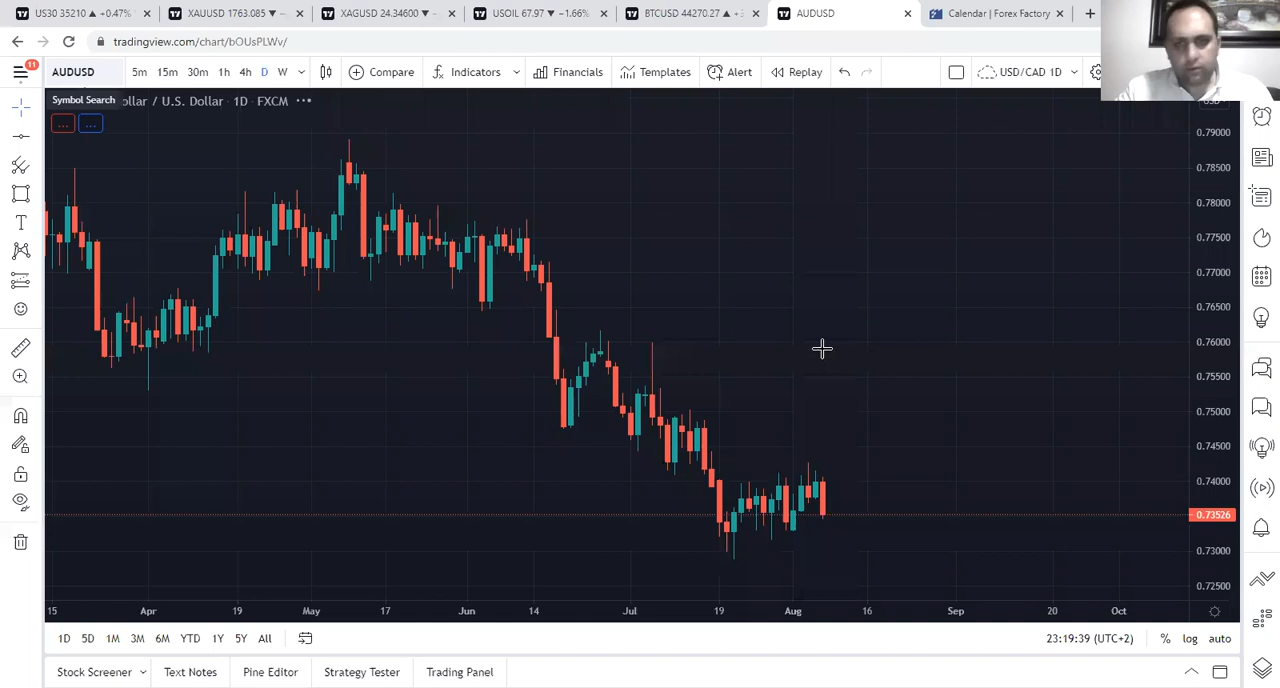 US30 35210 ▲ +0.47%
XAUUSD 1763.085 ▼ −
XAGUSD 24.34600 ▼ −
USOIL 67.97 ▼ −1.66%
BTCUSD 44270.27 ▲ +
AUDUSD
Calendar | Forex Factory
tradingview.com/chart/bOUsPLWv/
11
AUDUSD
5m 15m 30m 1h 4h D W
Compare
Indicators
Financials
Templates
Alert
Replay
USD/CAD 1D
Symbol Search
ollar / U.S. Dollar · 1D · FXCM ···
... ...
0.79000
0.78500
0.78000
0.77500
0.77000
0.76500
0.76000
0.75500
0.75000
0.74500
0.74000
0.73526
0.73000
0.72500
15 Apr 19 May 17 Jun 14 Jul 19 Aug 16 Sep 20 Oct
1D 5D 1M 3M 6M YTD 1Y 5Y All
23:19:39 (UTC+2) % log auto
Stock Screener Text Notes Pine Editor Strategy Tester Trading Panel